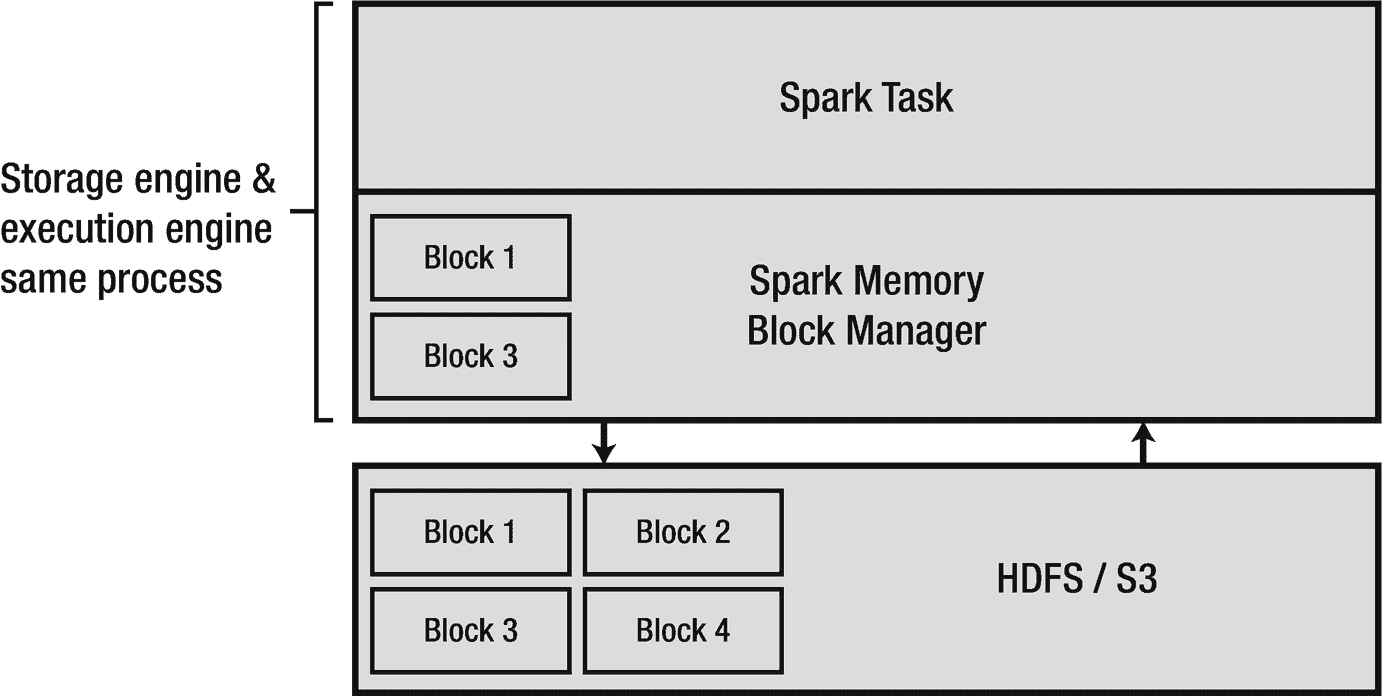 Storage engine &
execution engine
same process
Spark Task
Block 1
Block 3
Spark Memory
Block Manager
Block 1
Block 2
Block 3
Block 4
HDFS / S3